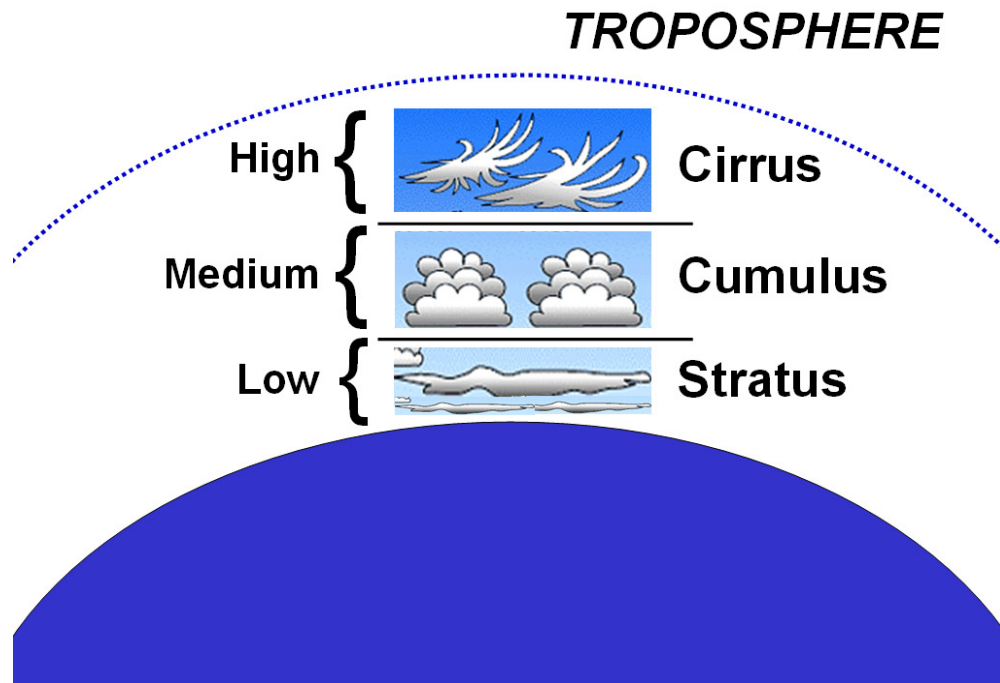 TROPOSPHERE
High { Cirrus
Medium { Cumulus
Low { Stratus